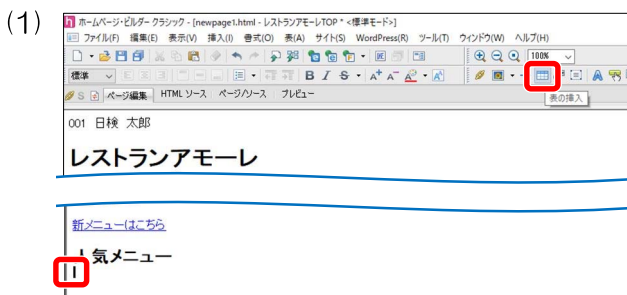 (1)
ホームページ・ビルダー クラシック - [newpage1.html - レストランアモーレTOP * <標準モード>]
ファイル(F) 編集(E) 表示(V) 挿入(I) 書式(O) 表(A) サイト(S) WordPress(R) ツール(T) ウィンドウ(W) ヘルプ(H)
100%
標準 B I S A+ A- A A
S ページ編集 HTML ソース ページ/ソース プレビュー
表の挿入
001 日検 太郎
レストランアモーレ
新メニューはこちら
人気メニュー